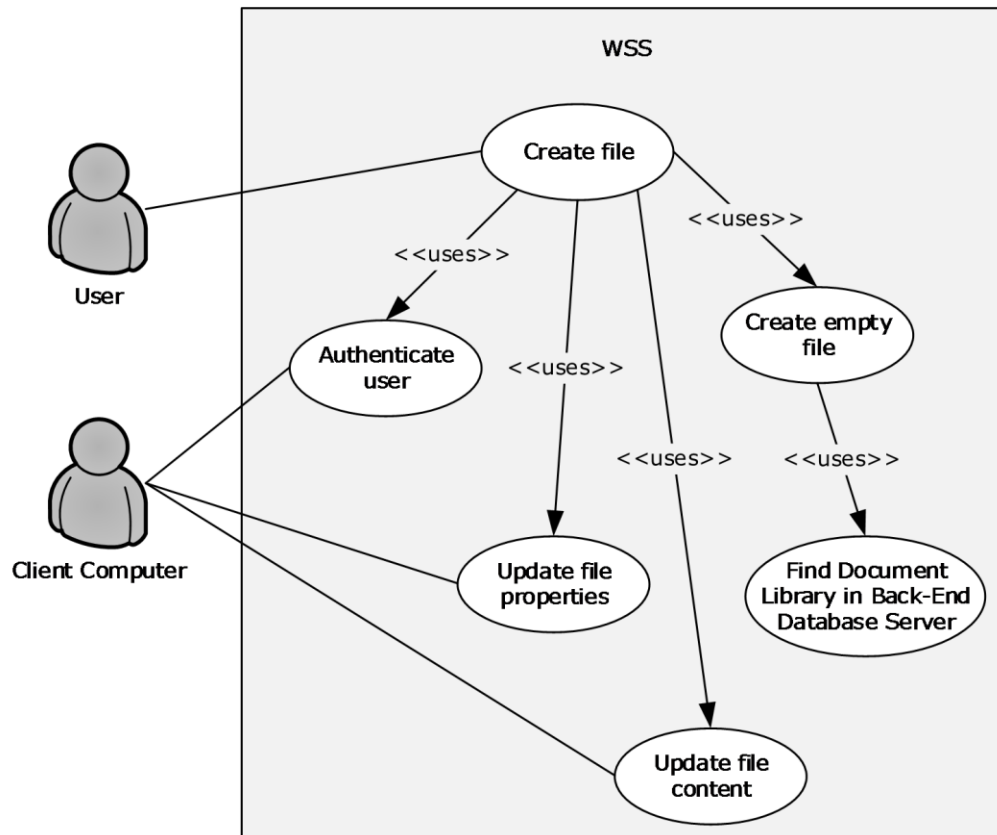 WSS
Create file
<<uses>>
<<uses>>
User
Create empty
file
Authenticate
user
<<uses>>
<<uses>>
<<uses>>
Client Computer
Update file
properties
Find Document
Library in Back-End
Database Server
Update file
content